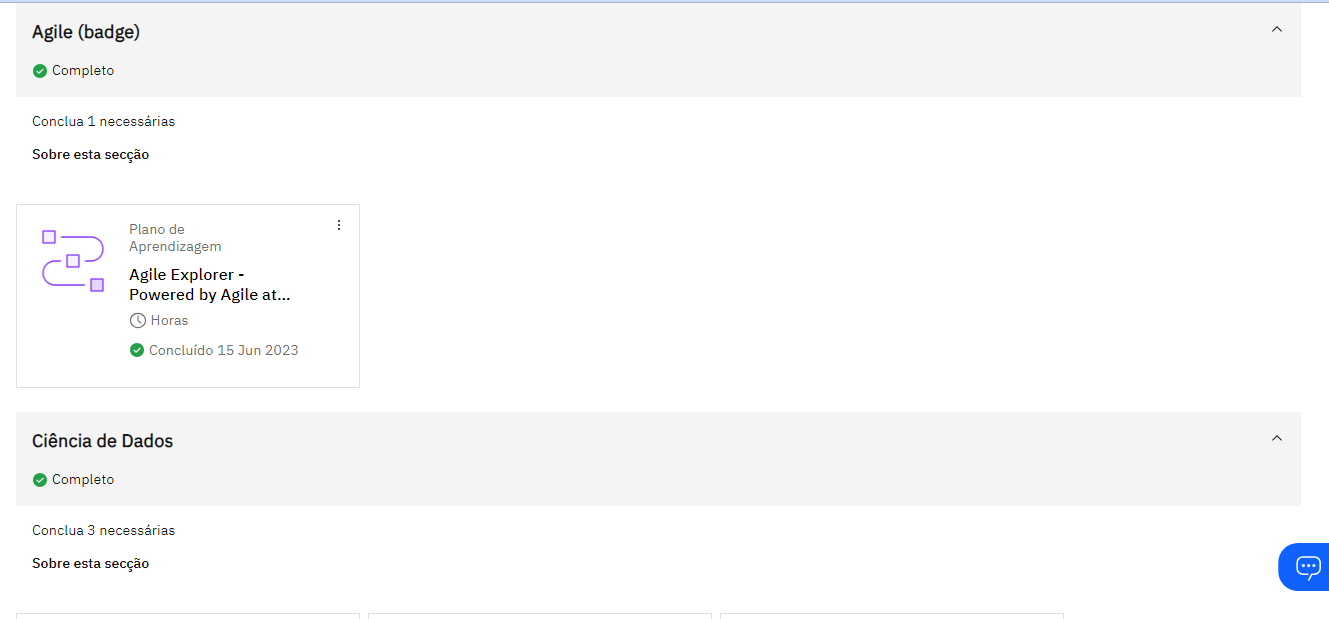 Agile (badge)
Completo
Conclua 1 necessárias
Sobre esta secção
Plano de
Aprendizagem
Agile Explorer -
Powered by Agile at...
Horas
Concluído 15 Jun 2023
Ciência de Dados
Completo
Conclua 3 necessárias
Sobre esta secção